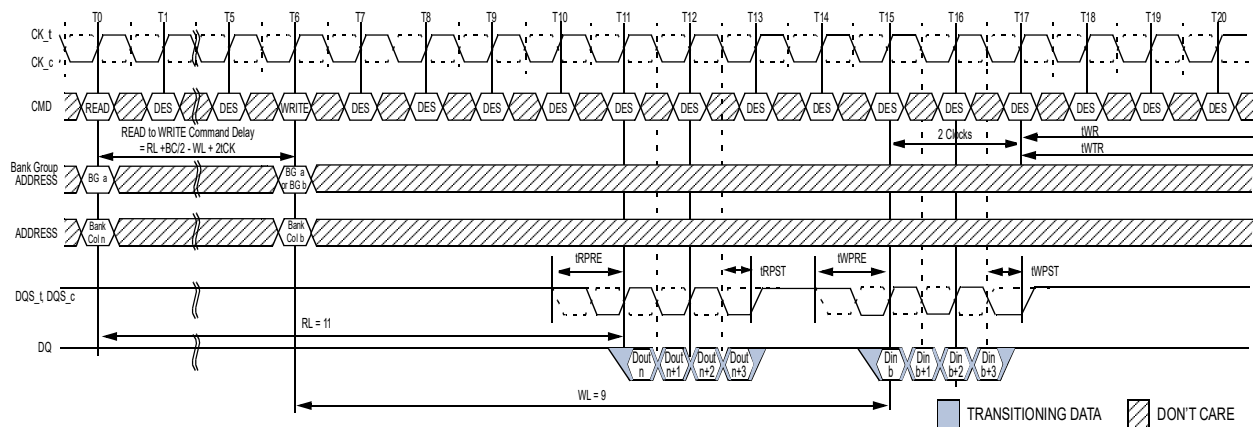 T0 T1 T5 T6 T7 T8 T9 T10 T11 T12 T13 T14 T15 T16 T17 T18 T19 T20
CK_t
CK_c
CMD READ DES DES WRITE DES DES DES DES DES DES DES DES DES DES DES DES DES DES
READ to WRITE Command Delay
= RL +BC/2 - WL + 2tCK
2 Clocks
tWR
tWTR
Bank Group
ADDRESS
BG a
BG a
or BG b
ADDRESS
Bank
Col n
Bank
Col b
tRPRE
tRPST
tWPRE
tWPST
DQS_t, DQS_c
RL = 11
DQ
Dout
n
Dout
n+1
Dout
n+2
Dout
n+3
Din
b
Din
b+1
Din
b+2
Din
b+3
WL = 9
TRANSITIONING DATA
DON'T CARE